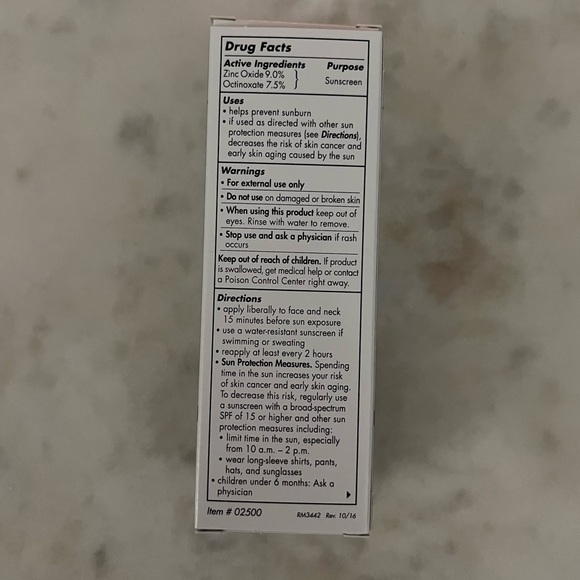 Drug Facts
Active Ingredients Purpose
Zinc Oxide 9.0%
Octinoxate 7.5% } Sunscreen
Uses
• helps prevent sunburn
• if used as directed with other sun
protection measures (see Directions),
decreases the risk of skin cancer and
early skin aging caused by the sun
Warnings
• For external use only
• Do not use on damaged or broken skin
• When using this product keep out of
eyes. Rinse with water to remove.
• Stop use and ask a physician if rash
occurs
Keep out of reach of children. If product
is swallowed, get medical help or contact
a Poison Control Center right away.
Directions
• apply liberally to face and neck
15 minutes before sun exposure
• use a water-resistant sunscreen if
swimming or sweating
• reapply at least every 2 hours
• Sun Protection Measures. Spending
time in the sun increases your risk
of skin cancer and early skin aging.
To decrease this risk, regularly use
a sunscreen with a broad-spectrum
SPF of 15 or higher and other sun
protection measures including:
• limit time in the sun, especially
from 10 a.m. – 2 p.m.
• wear long-sleeve shirts, pants,
hats, and sunglasses
• children under 6 months: Ask a
physician
Item # 02500 RM3442 Rev. 10/16